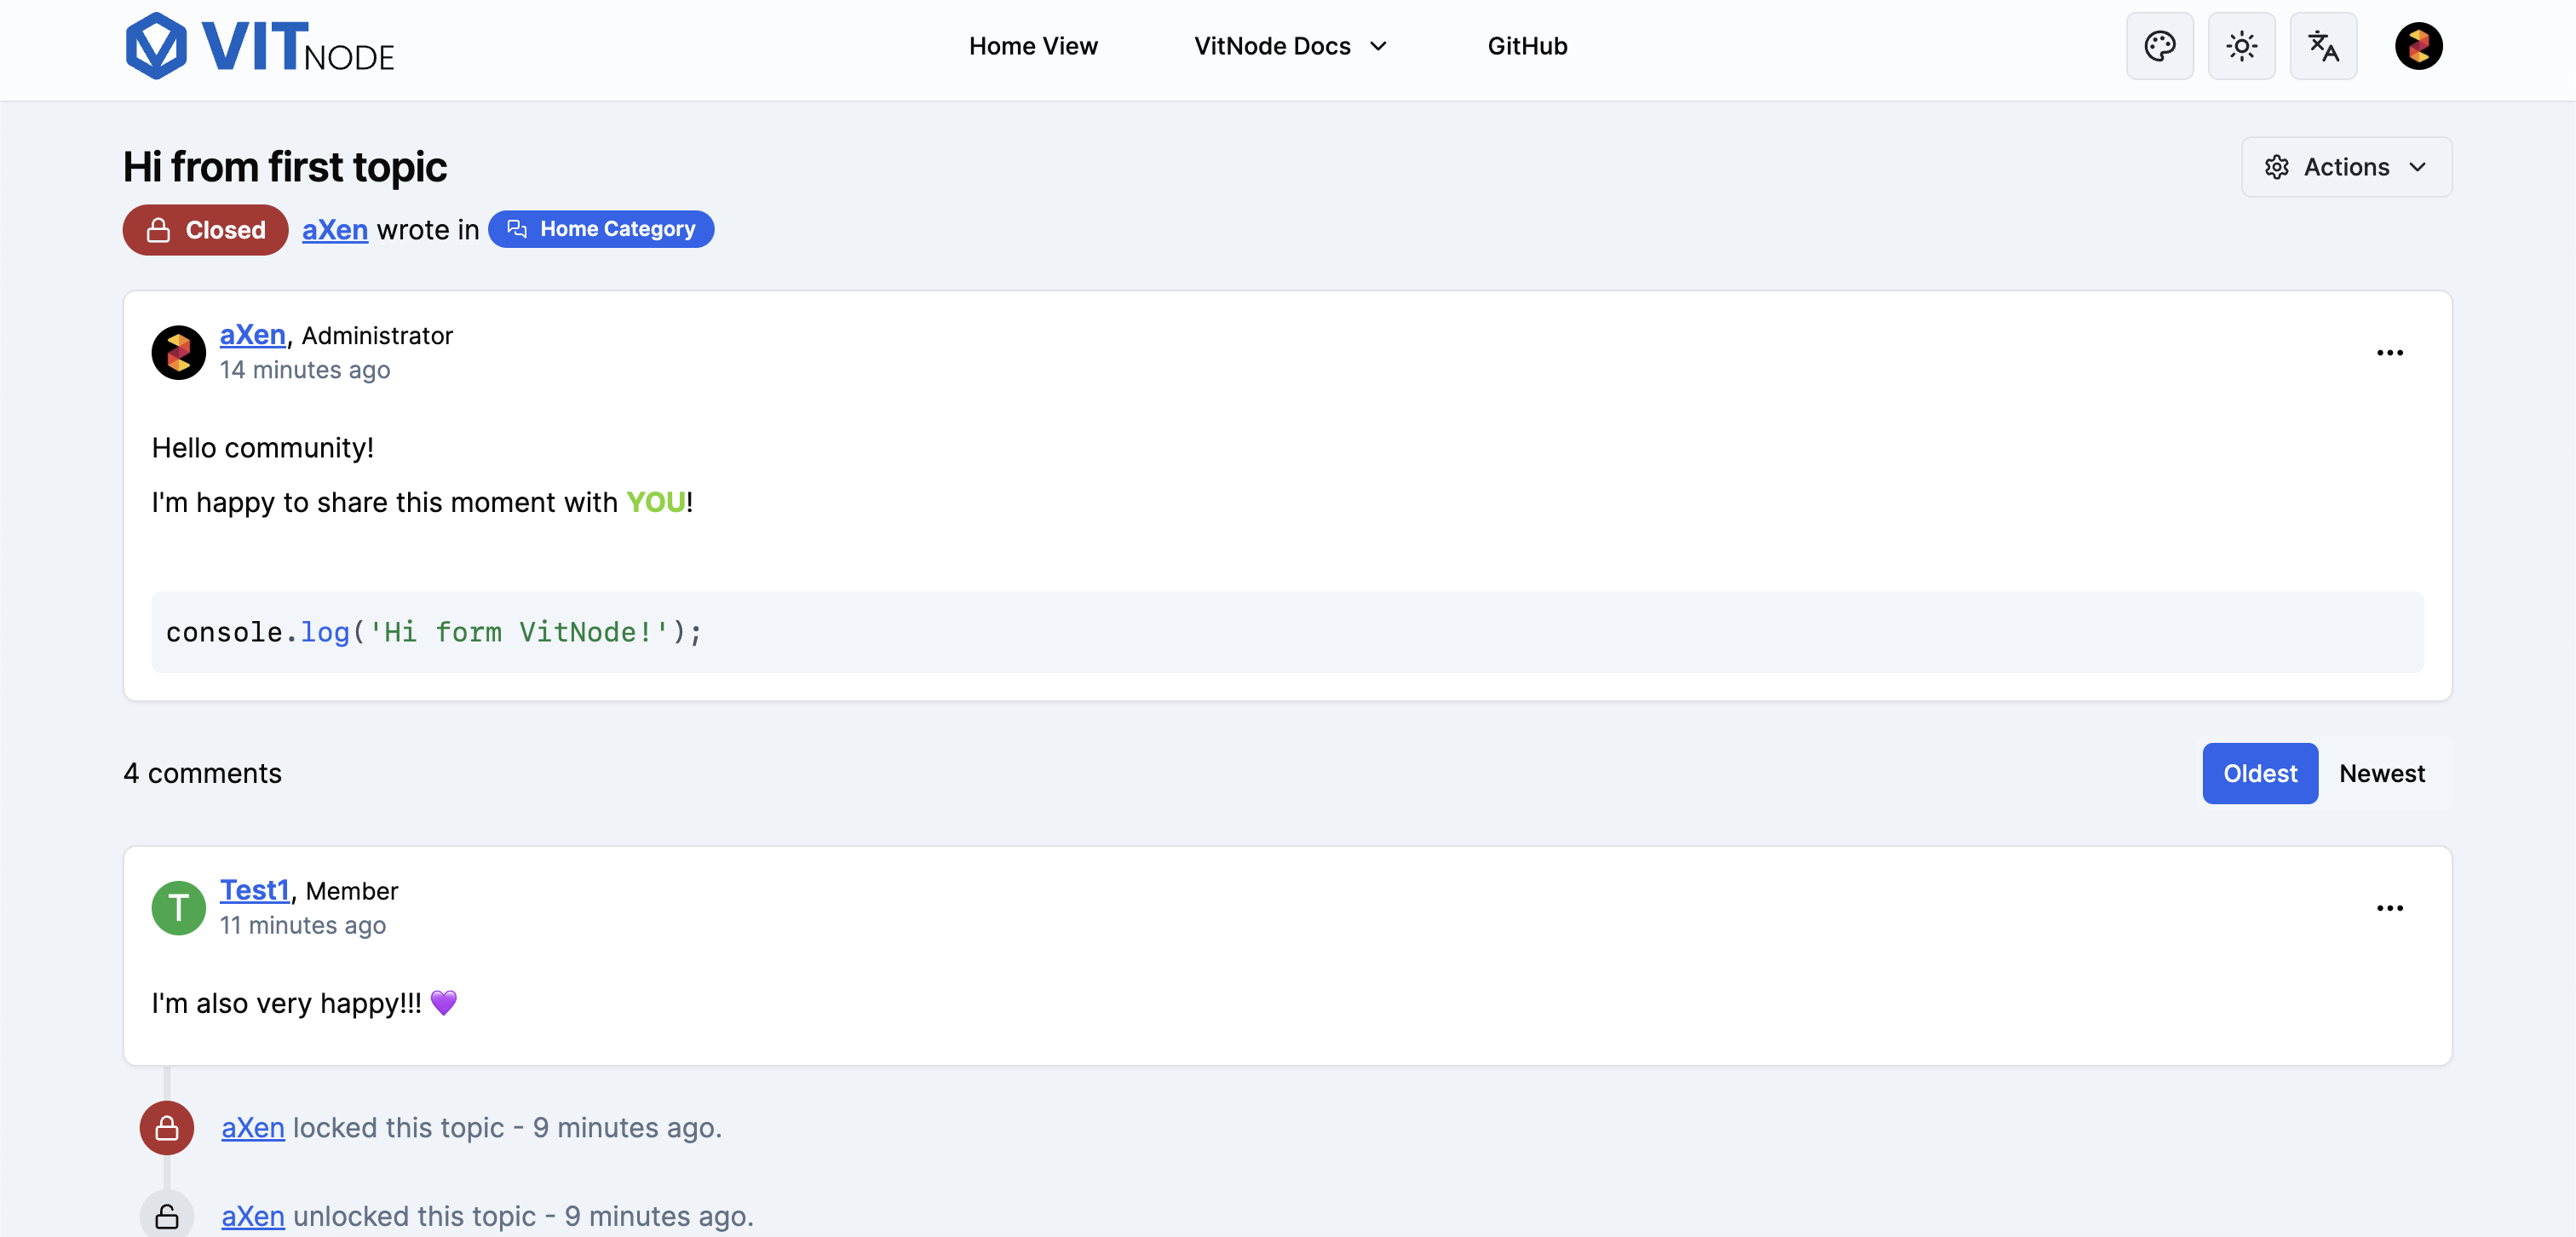 VITNODE
Home View
VitNode Docs
GitHub
Hi from first topic
Actions
Closed
aXen wrote in Home Category
aXen, Administrator
14 minutes ago
Hello community!
I'm happy to share this moment with YOU!
console.log('Hi form VitNode!');
4 comments
Oldest
Newest
T
Test1, Member
11 minutes ago
I'm also very happy!!! 💜
aXen locked this topic - 9 minutes ago.
aXen unlocked this topic - 9 minutes ago.